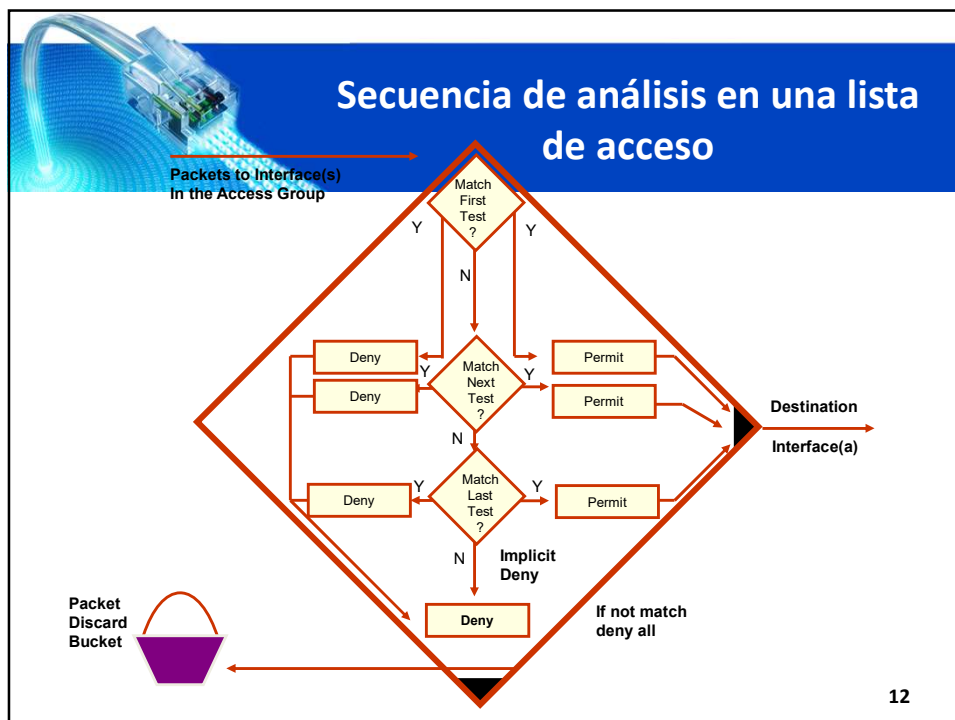 Secuencia de análisis en una lista
de acceso
Packets to Interface(s)
In the Access Group
Match
First
Test
?
Y
Y
N
Deny
Match
Next
Test
?
Permit
Y
Y
Deny
Permit
Destination
Interface(a)
N
Match
Last
Test
?
Y
Y
Deny
Permit
N
Implicit
Deny
Deny
If not match
deny all
Packet
Discard
Bucket
12